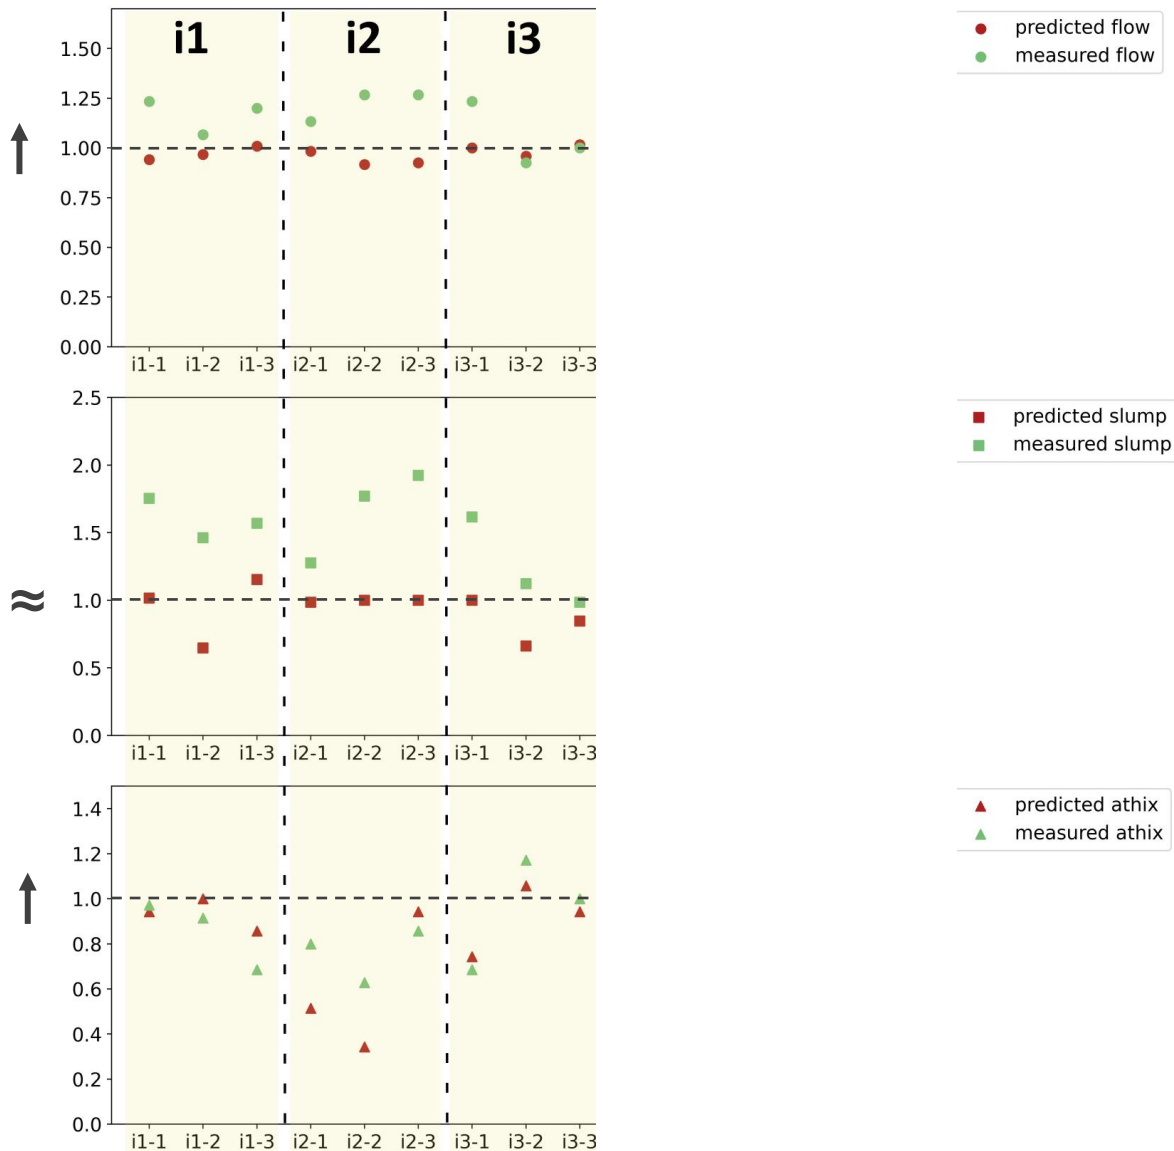 i1 i2 i3
predicted flow
measured flow
1.50
1.25
1.00
0.75
0.50
0.25
0.00
i1-1 i1-2 i1-3 i2-1 i2-2 i2-3 i3-1 i3-2 i3-3
predicted slump
measured slump
2.5
2.0
1.5
≈ 1.0
0.5
0.0
i1-1 i1-2 i1-3 i2-1 i2-2 i2-3 i3-1 i3-2 i3-3
predicted athix
measured athix
1.4
1.2
1.0
0.8
0.6
0.4
0.2
0.0
i1-1 i1-2 i1-3 i2-1 i2-2 i2-3 i3-1 i3-2 i3-3